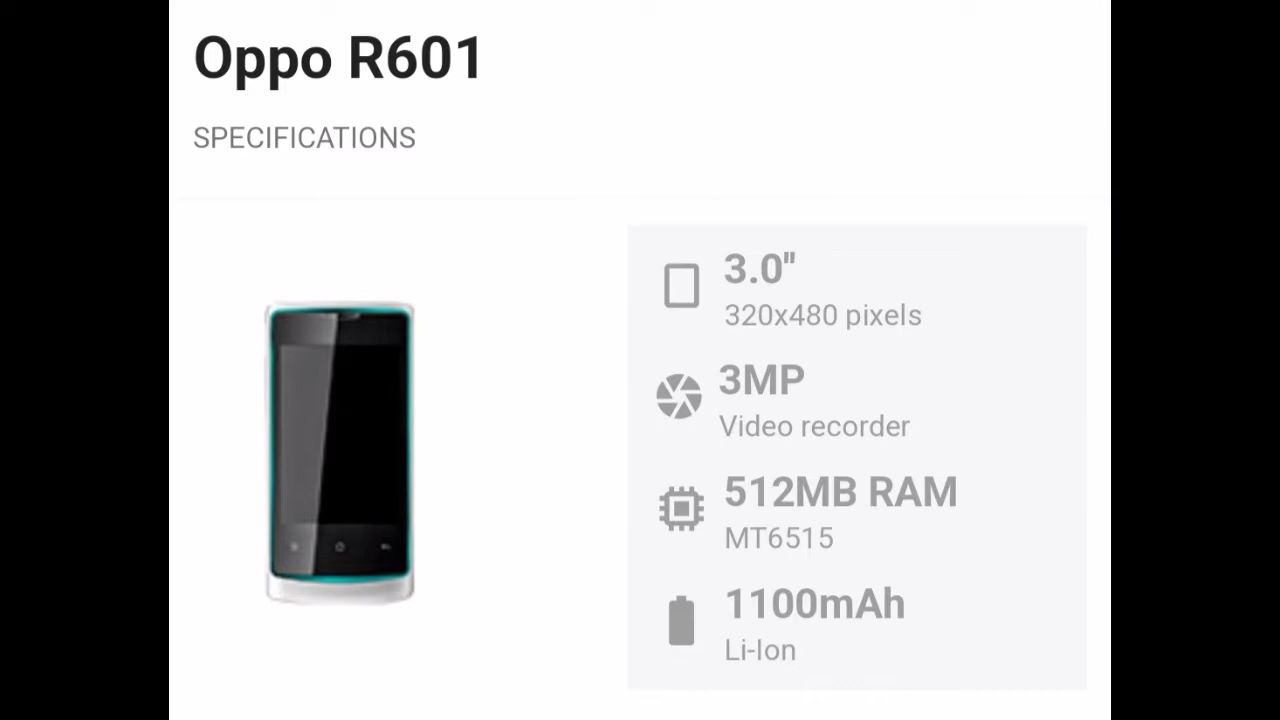 Oppo R601
SPECIFICATIONS
3.0"
320x480 pixels
3MP
Video recorder
512MB RAM
MT6515
1100mAh
Li-Ion